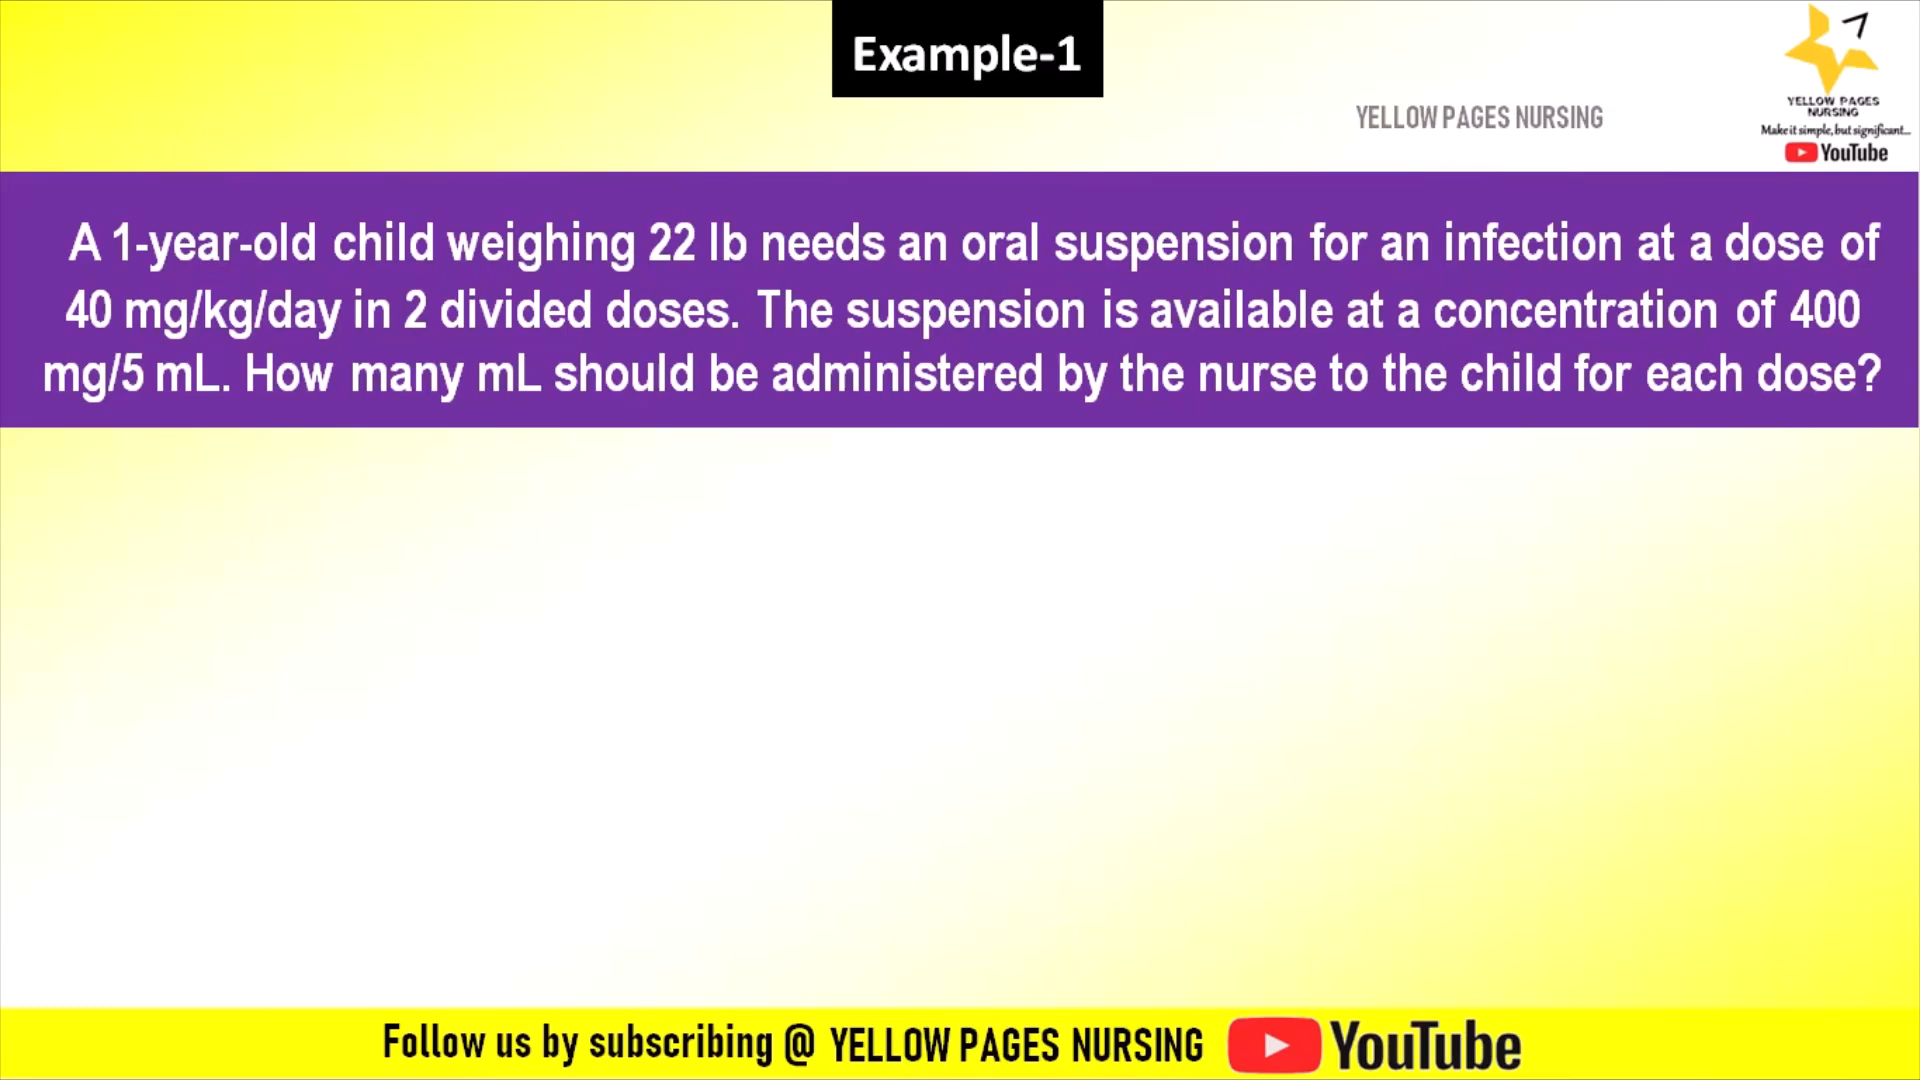 Example-1
YELLOW PAGES NURSING
YELLOW PAGES
NURSING
Make it simple, but significant...
YouTube
A 1-year-old child weighing 22 lb needs an oral suspension for an infection at a dose of
40 mg/kg/day in 2 divided doses. The suspension is available at a concentration of 400
mg/5 mL. How many mL should be administered by the nurse to the child for each dose?
Follow us by subscribing @ YELLOW PAGES NURSING YouTube